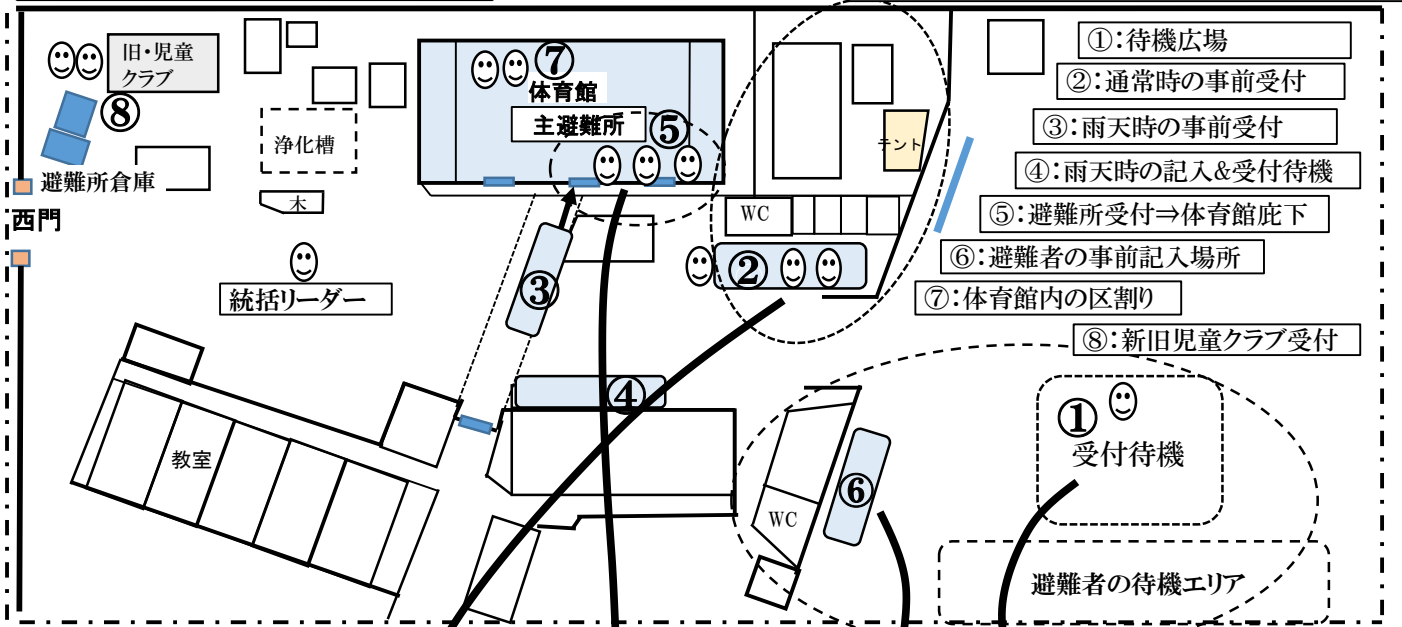 旧・児童
クラブ
⑧
避難所倉庫
西門
浄化槽
木
統括リーダー
教室
⑦
体育館
主避難所
⑤
③
④
テント
WC
②
⑥
WC
①
受付待機
避難者の待機エリア
①:待機広場
②:通常時の事前受付
③:雨天時の事前受付
④:雨天時の記入&受付待機
⑤:避難所受付⇒体育館庇下
⑥:避難者の事前記入場所
⑦:体育館内の区割り
⑧:新旧児童クラブ受付